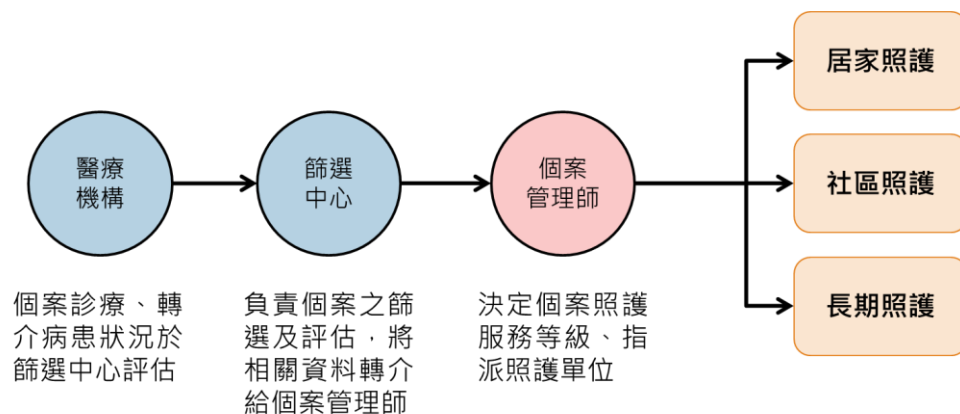 醫療
機構
篩選
中心
個案
管理師
居家照護
社區照護
長期照護
個案診療、轉
介病患狀況於
篩選中心評估
負責個案之篩
選及評估，將
相關資料轉介
給個案管理師
決定個案照護
服務等級、指
派照護單位